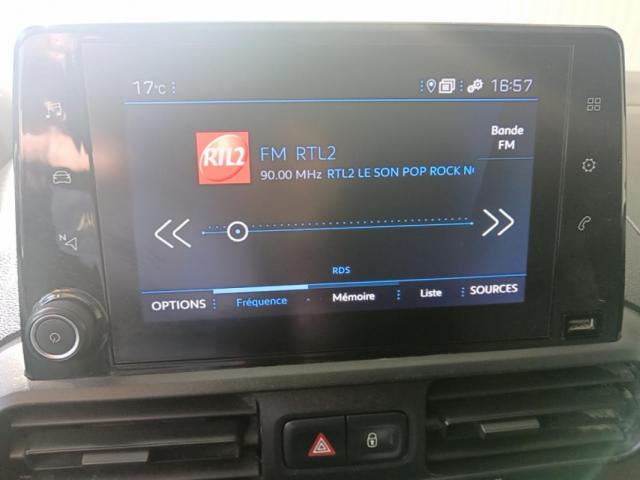 17°C
16:57
RTL2
FM RTL2
90.00 MHz RTL2 LE SON POP ROCK N
Bande
FM
RDS
OPTIONS Fréquence Mémoire Liste SOURCES
N